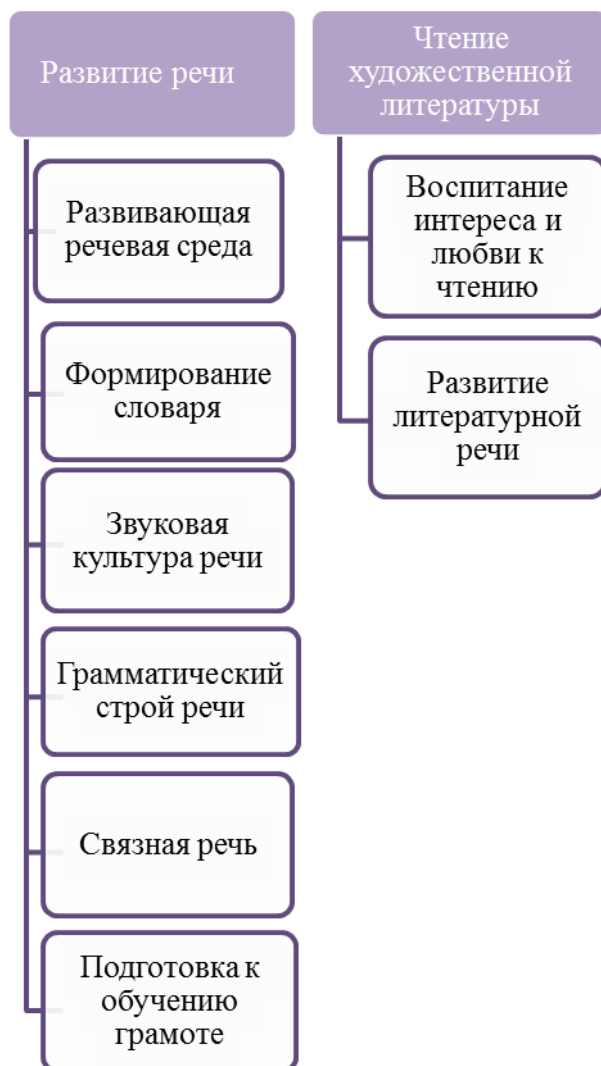 Развитие речи
Развивающая
речевая среда
Формирование
словаря
Звуковая
культура речи
Грамматический
строй речи
Связная речь
Подготовка к
обучению
грамоте
Чтение
художественной
литературы
Воспитание
интереса и
любви к
чтению
Развитие
литературной
речи